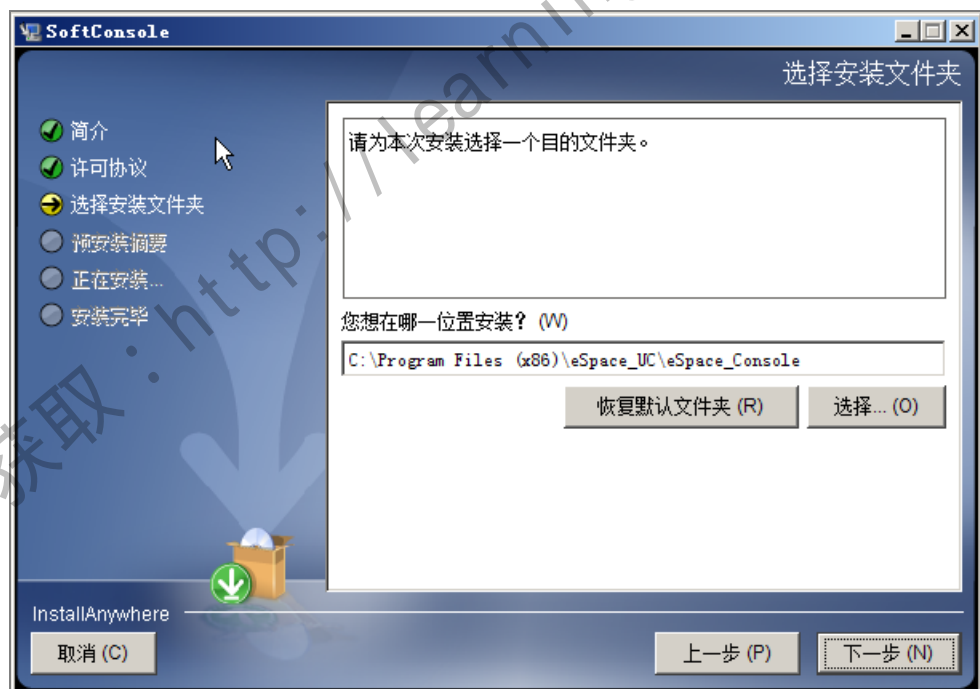 SoftConsole
选择安装文件夹
简介
许可协议
选择安装文件夹
预安装摘要
正在安装...
安装完毕
请为本次安装选择一个目的文件夹。
您想在哪一位置安装？ (W)
C:\Program Files (x86)\eSpace_UC\eSpace_Console
恢复默认文件夹 (R)
选择... (O)
InstallAnywhere
取消 (C)
上一步 (P)
下一步 (N)
获取：http://learnin